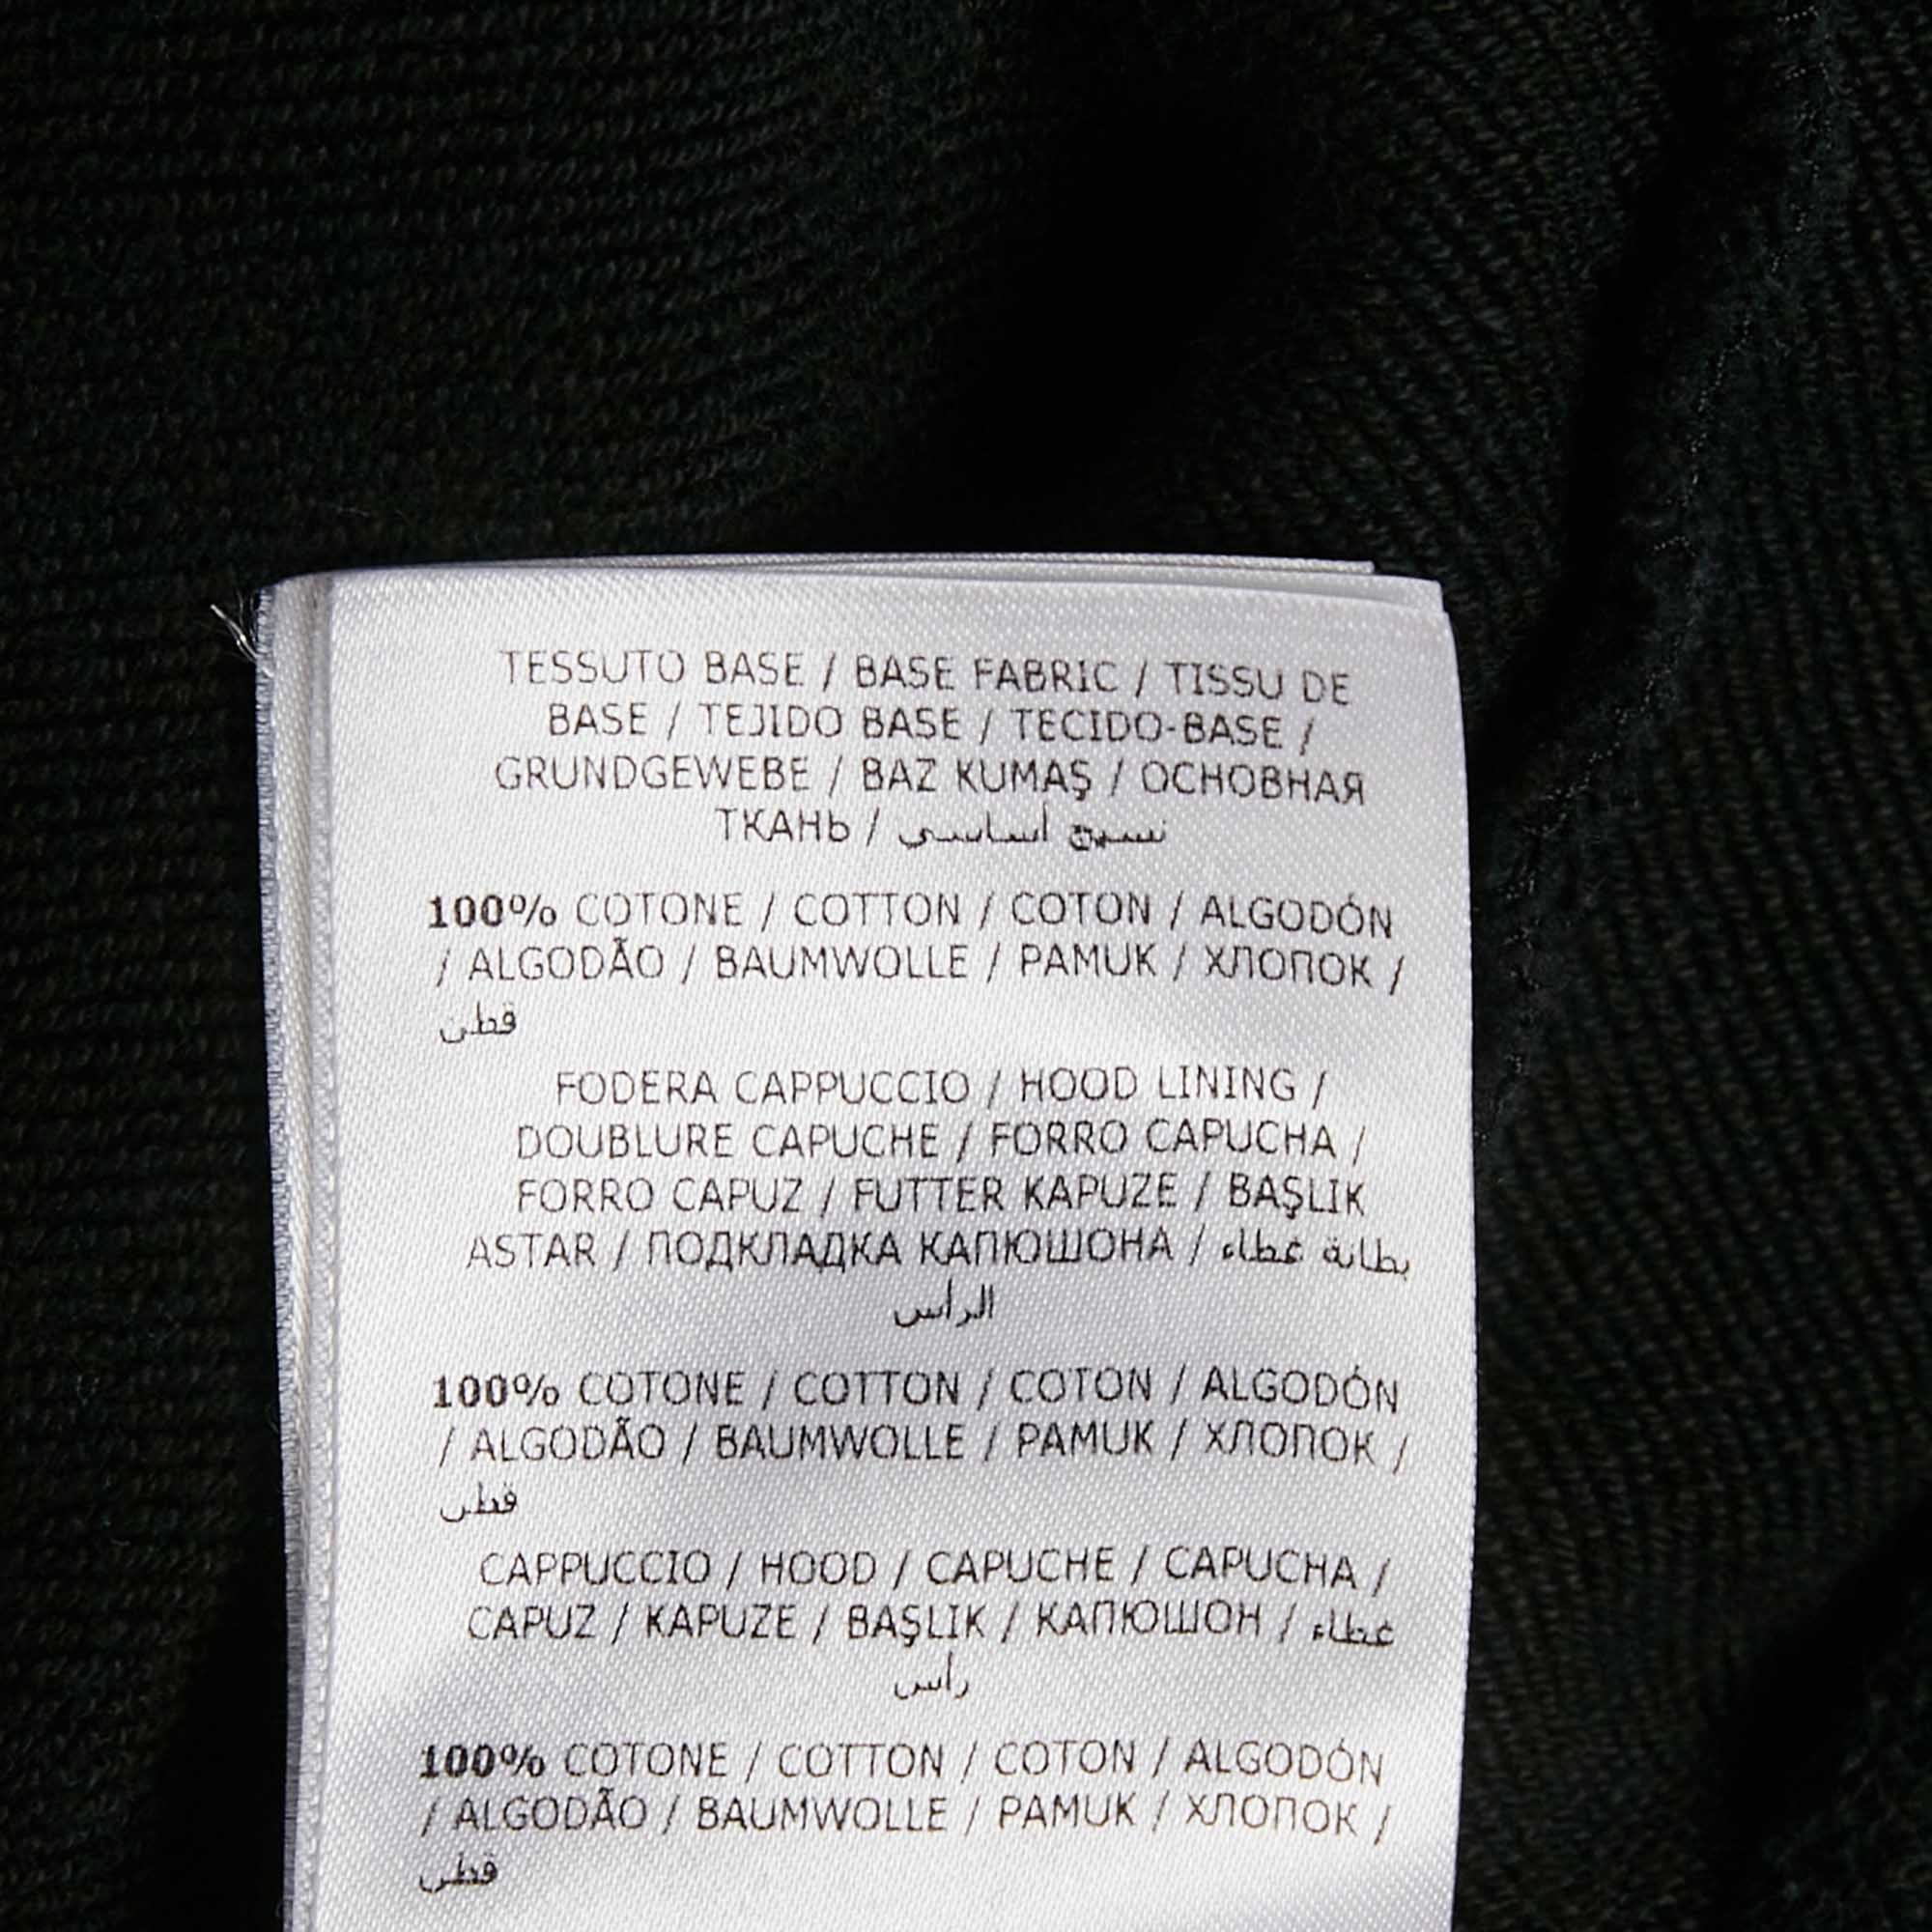 TESSUTO BASE / BASE FABRIC / TISSU DE
BASE / TEJIDO BASE / TECIDO-BASE /
GRUNDGEWEBE / BAZ KUMAŞ / ОСНОВНАЯ
ТКАНЬ / نسيج أساسي
100% COTONE / COTTON / COTON / ALGODÓN
/ ALGODÃO / BAUMWOLLE / PAMUK / ХЛОПОК /
قطن
FODERA CAPPUCCIO / HOOD LINING /
DOUBLURE CAPUCHE / FORRO CAPUCHA /
FORRO CAPUZ / FUTTER KAPUZE / BAŞLIK
ASTAR / ПОДКЛАДКА КАПЮШОНА / بطانة غطاء
الرأس
100% COTONE / COTTON / COTON / ALGODÓN
/ ALGODÃO / BAUMWOLLE / PAMUK / ХЛОПОК /
قطن
CAPPUCCIO / HOOD / CAPUCHE / CAPUCHA /
CAPUZ / KAPUZE / BAŞLIK / КАПЮШОН / غطاء
رأس
100% COTONE / COTTON / COTON / ALGODÓN
/ ALGODÃO / BAUMWOLLE / PAMUK / ХЛОПОК /
قطن